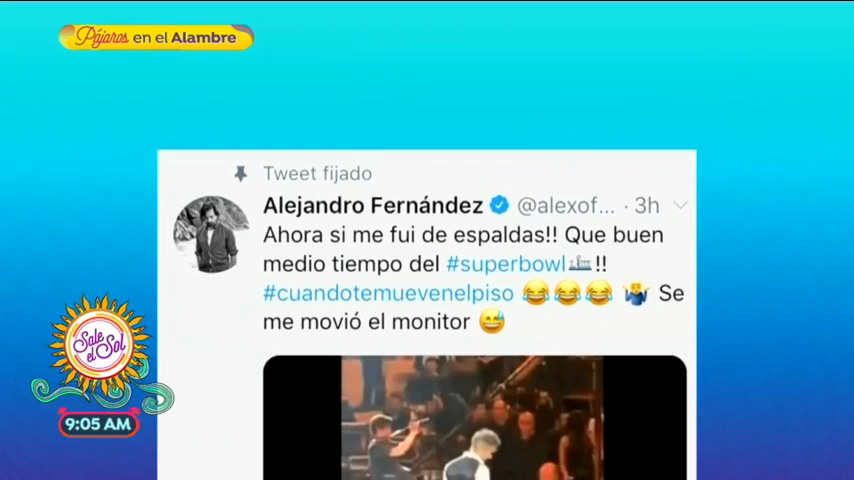 Pájaros en el Alambre
Tweet fijado
Alejandro Fernández @alexof... · 3h
Ahora si me fui de espaldas!! Que buen
medio tiempo del #superbowl!!
#cuandotemuevenelpiso 😂😂😂 🤷‍♂️ Se
me movió el monitor 😅
Sale
el Sol
9:05 AM